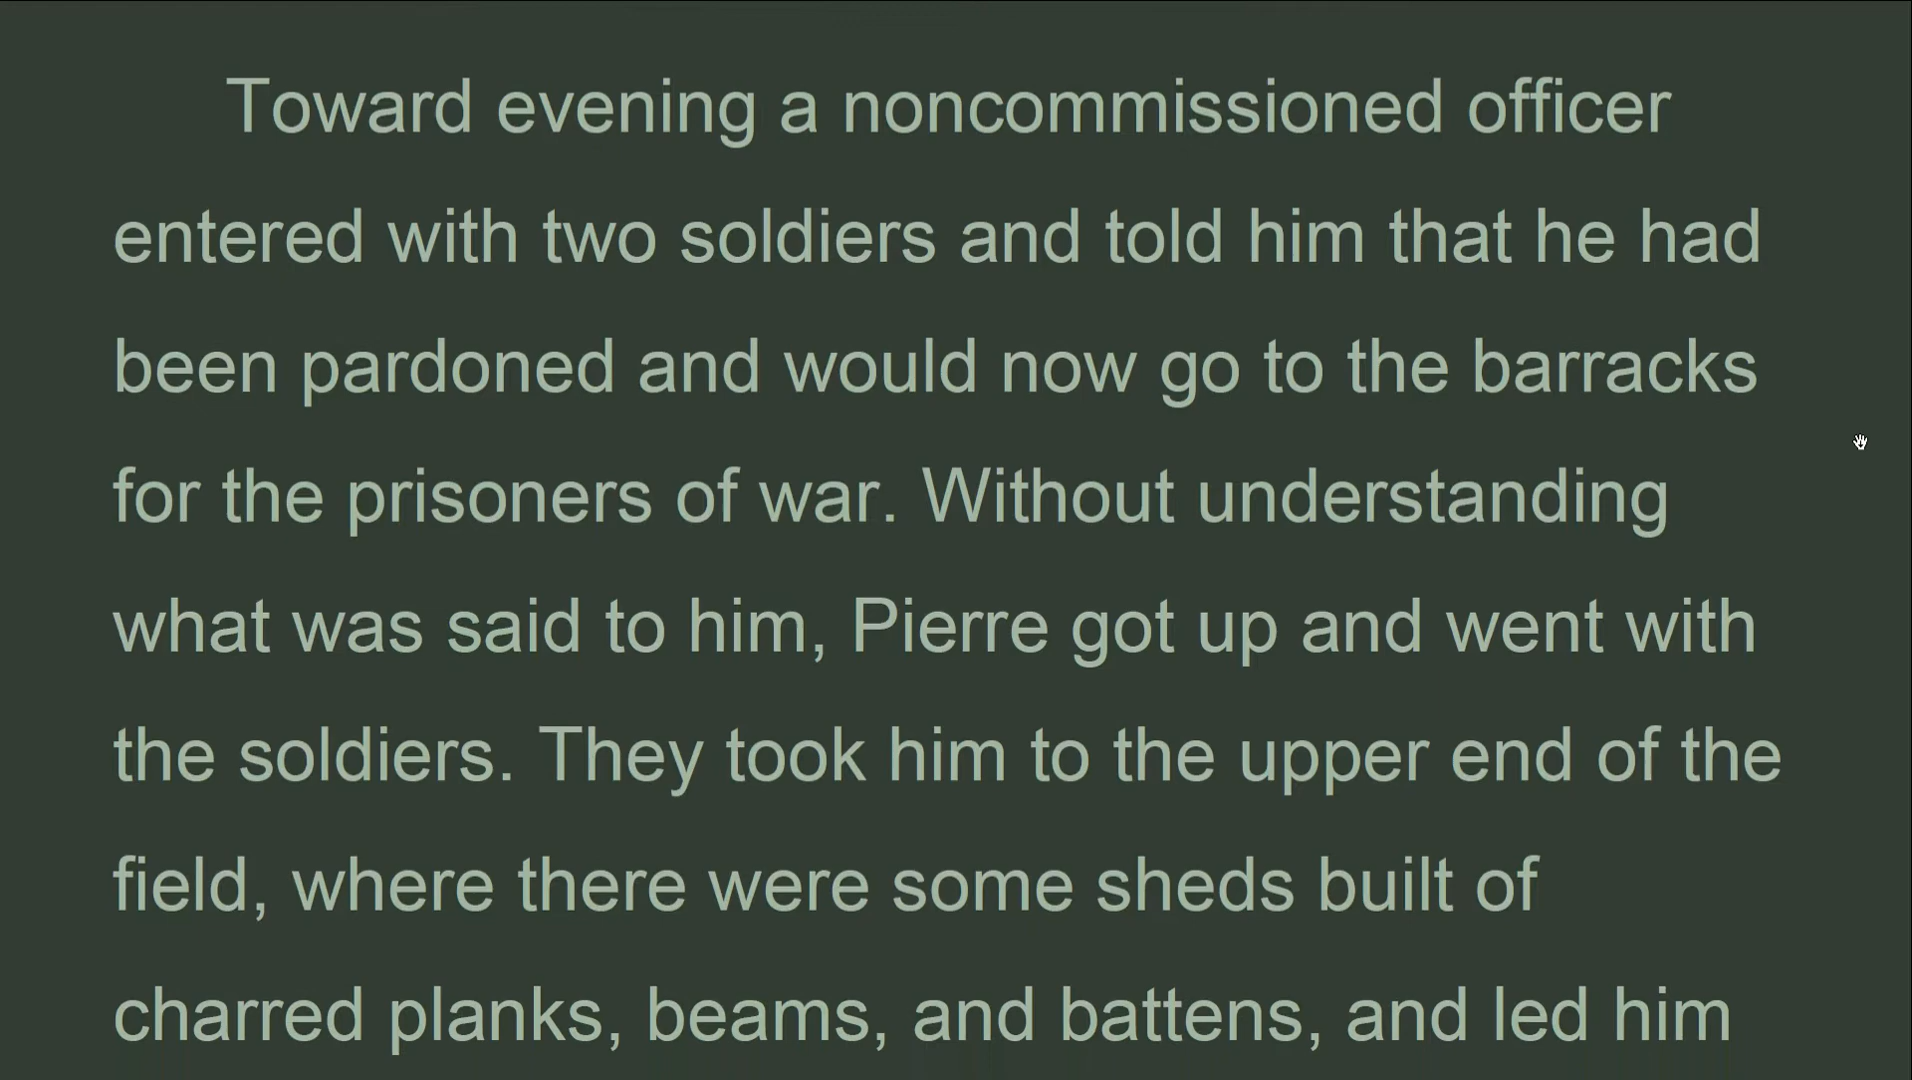 Toward evening a noncommissioned officer
entered with two soldiers and told him that he had
been pardoned and would now go to the barracks
for the prisoners of war. Without understanding
what was said to him, Pierre got up and went with
the soldiers. They took him to the upper end of the
field, where there were some sheds built of
charred planks, beams, and battens, and led him